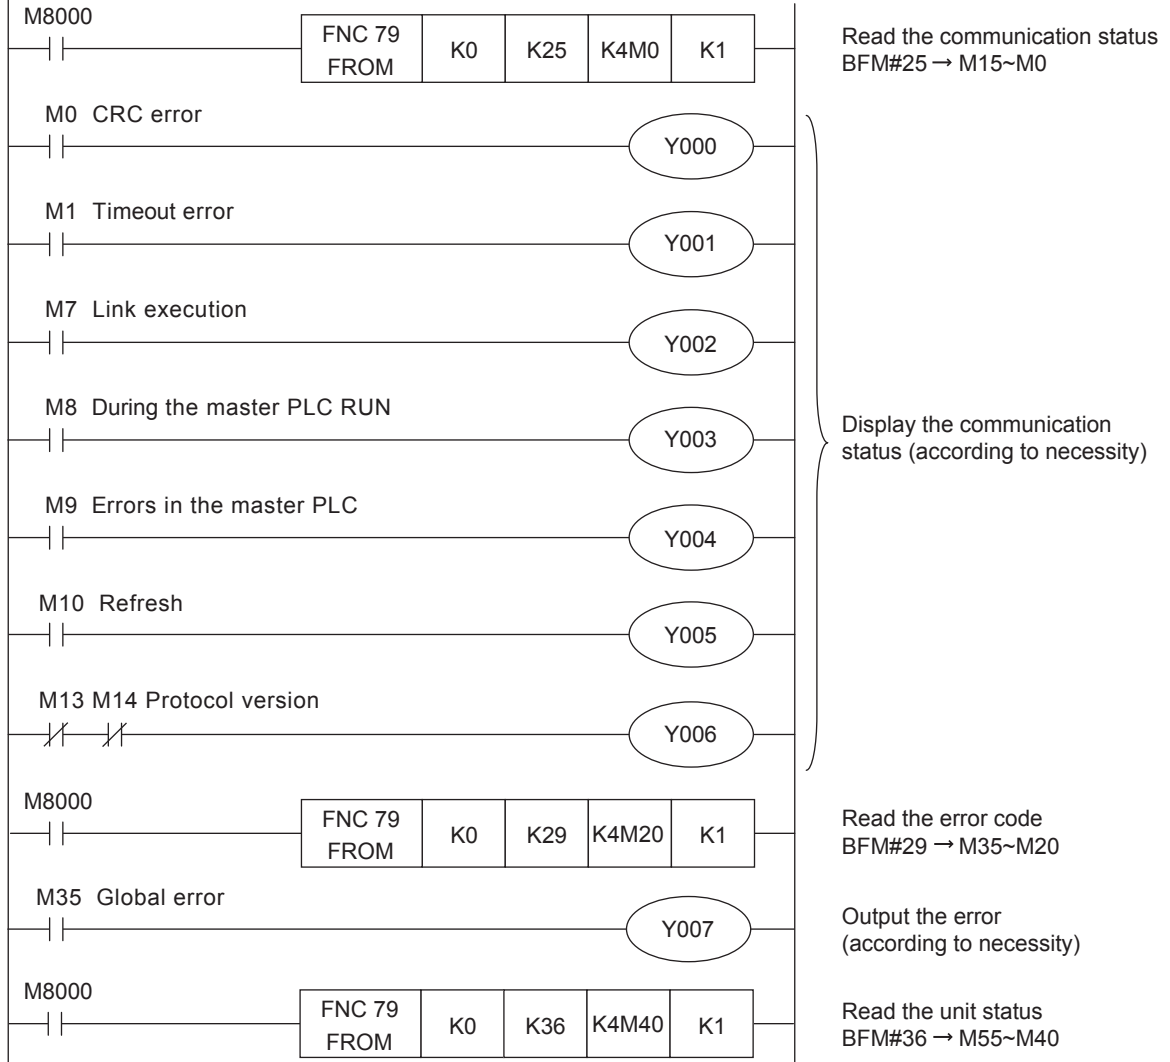 M8000
FNC 79 FROM K0 K25 K4M0 K1
Read the communication status
BFM#25 → M15~M0
M0 CRC error
Y000
M1 Timeout error
Y001
M7 Link execution
Y002
M8 During the master PLC RUN
Y003
Display the communication
status (according to necessity)
M9 Errors in the master PLC
Y004
M10 Refresh
Y005
M13 M14 Protocol version
Y006
M8000
FNC 79 FROM K0 K29 K4M20 K1
Read the error code
BFM#29 → M35~M20
M35 Global error
Y007
Output the error
(according to necessity)
M8000
FNC 79 FROM K0 K36 K4M40 K1
Read the unit status
BFM#36 → M55~M40